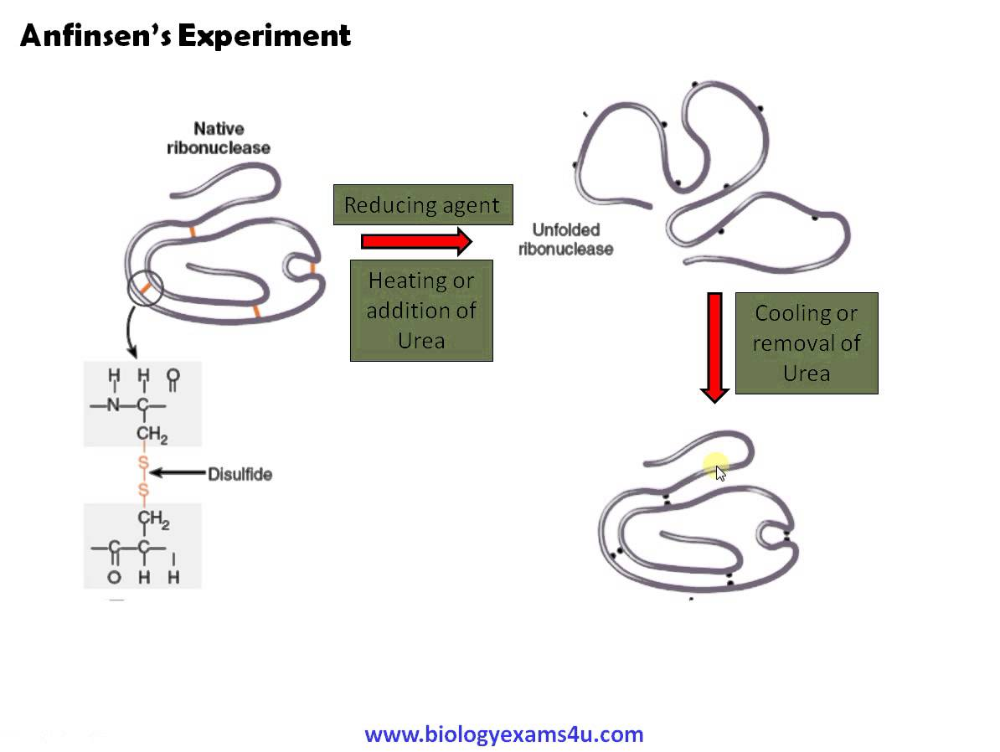 Anfinsen's Experiment
Native
ribonuclease
Reducing agent
Heating or
addition of
Urea
Unfolded
ribonuclease
Cooling or
removal of
Urea
H H O
—N—C—
CH2
S
S
Disulfide
CH2
—C—C—
O H H
www.biologyexams4u.com